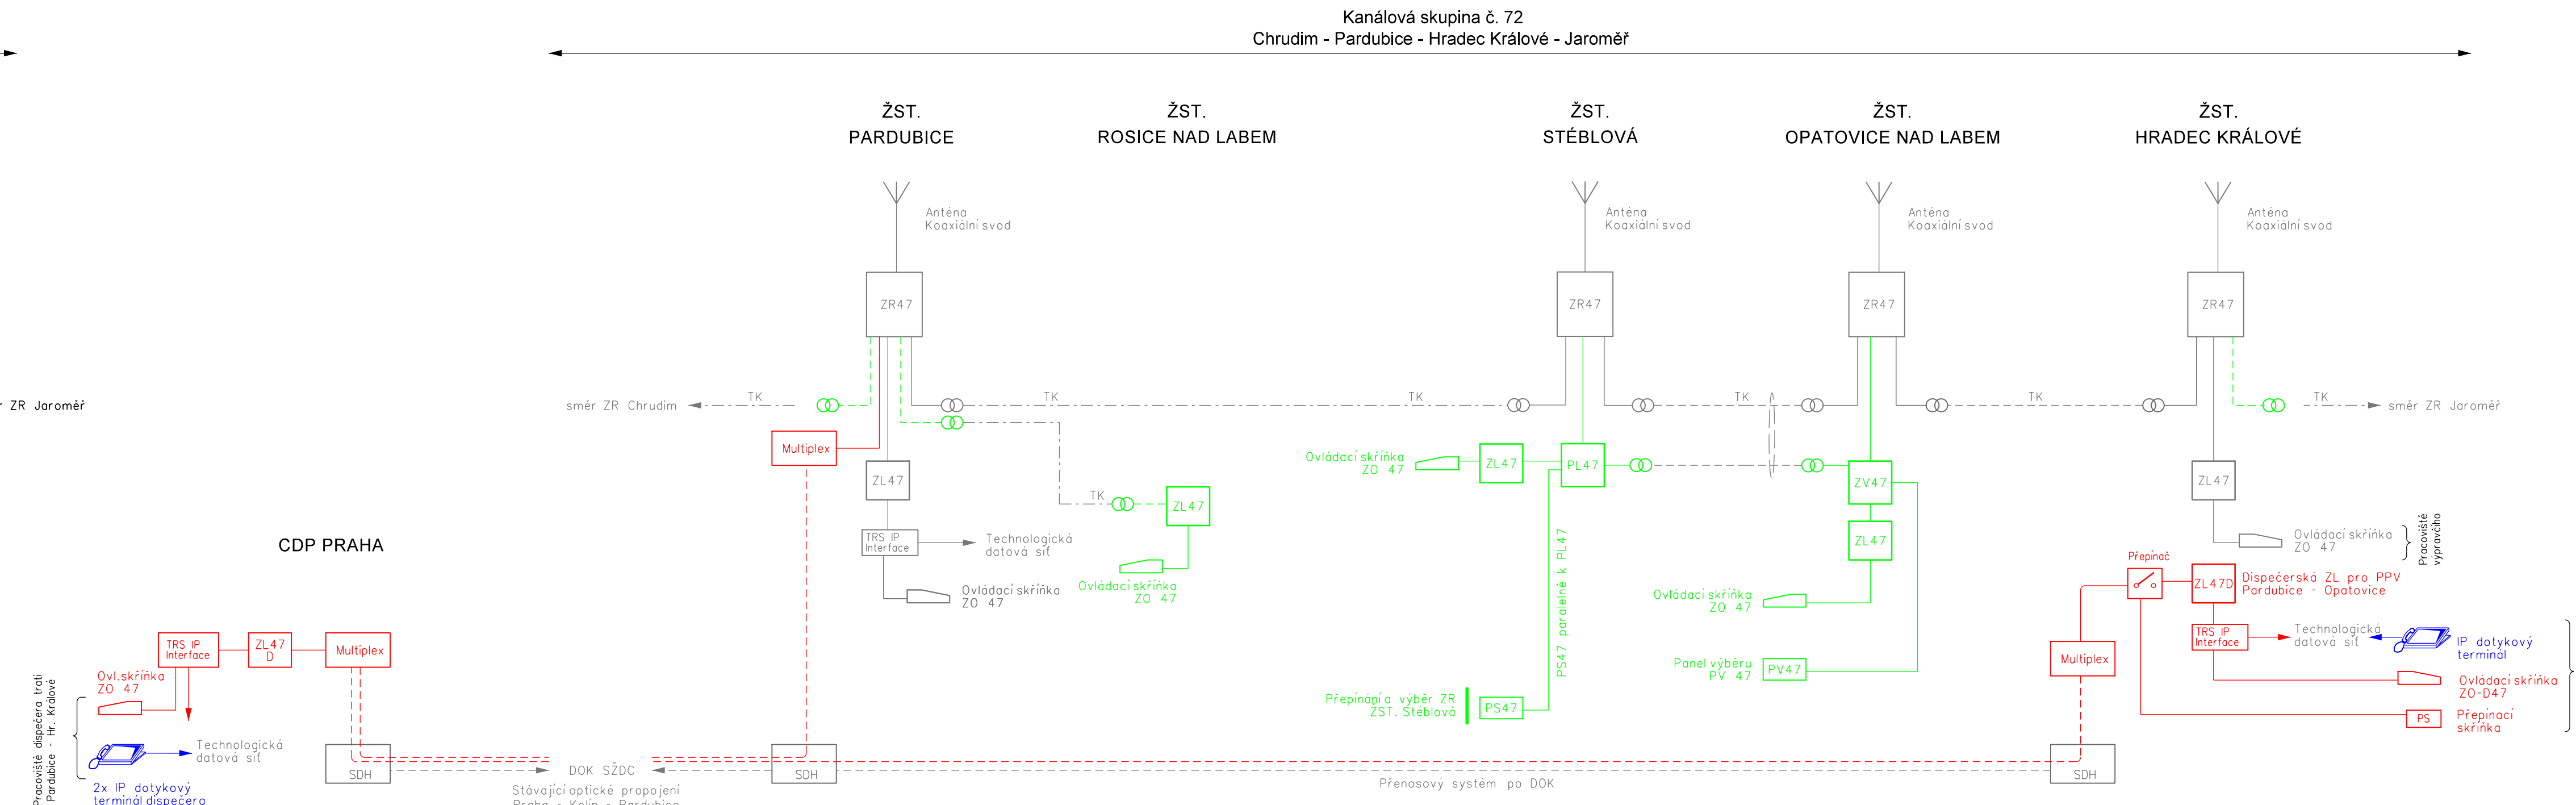 Kanálová skupina č. 72
Chrudim - Pardubice - Hradec Králové - Jaroměř
ŽST.
PARDUBICE
ŽST.
ROSICE NAD LABEM
ŽST.
STÉBLOVÁ
ŽST.
OPATOVICE NAD LABEM
ŽST.
HRADEC KRÁLOVÉ
Anténa
Koaxiální svod
Anténa
Koaxiální svod
Anténa
Koaxiální svod
Anténa
Koaxiální svod
ZR47
ZR47
ZR47
ZR47
ZR Jaroměř
směr ZR Chrudim
TK
TK
TK
TK
TK
TK
směr ZR Jaroměř
Multiplex
ZL47
TRS IP
Interface
Technologická
datová síť
Ovládací skříňka
ZO 47
TK
ZL47
Ovládací skříňka
ZO 47
Ovládací skříňka
ZO 47
ZL47
PL47
PS47 paralelně k PL47
Přepínání a výběr ZR
ŽST. Stéblová
PS47
ZV47
ZL47
Ovládací skříňka
ZO 47
Panel výběru
PV 47
PV47
ZL47
Ovládací skříňka
ZO 47
Pracoviště
výpravčího
Přepínač
ZL47D
Dispečerská ZL pro PPV
Pardubice - Opatovice
TRS IP
Interface
Technologická
datová síť
IP dotykový
terminál
Multiplex
Ovládací skříňka
ZO-D47
PS
Přepínací
skříňka
CDP PRAHA
TRS IP
Interface
ZL47
D
Multiplex
Ovl.skříňka
ZO 47
Pracoviště dispečera tratí
Pardubice - Hr. Králové
Technologická
datová síť
2x IP dotykový
terminál dispečera
SDH
DOK SŽDC
Stávající optické propojení
Praha - Kolín - Pardubice
SDH
Přenosový systém po DOK
SDH